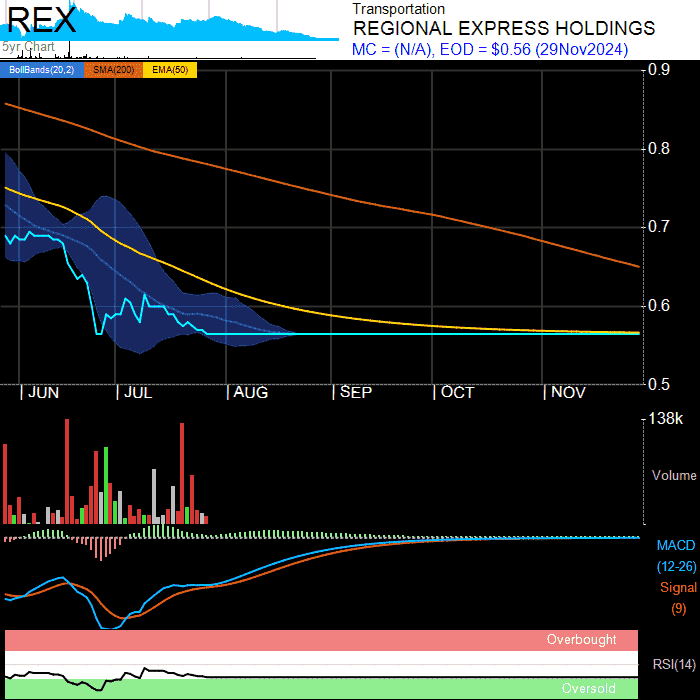 REX
5yr Chart
Transportation
REGIONAL EXPRESS HOLDINGS
MC = (N/A), EOD = $0.56 (29Nov2024)
BollBands(20,2) SMA(200) EMA(50)
0.9
0.8
0.7
0.6
0.5
JUN JUL AUG SEP OCT NOV
138k
Volume
MACD
(12-26)
Signal
(9)
Overbought
RSI(14)
Oversold